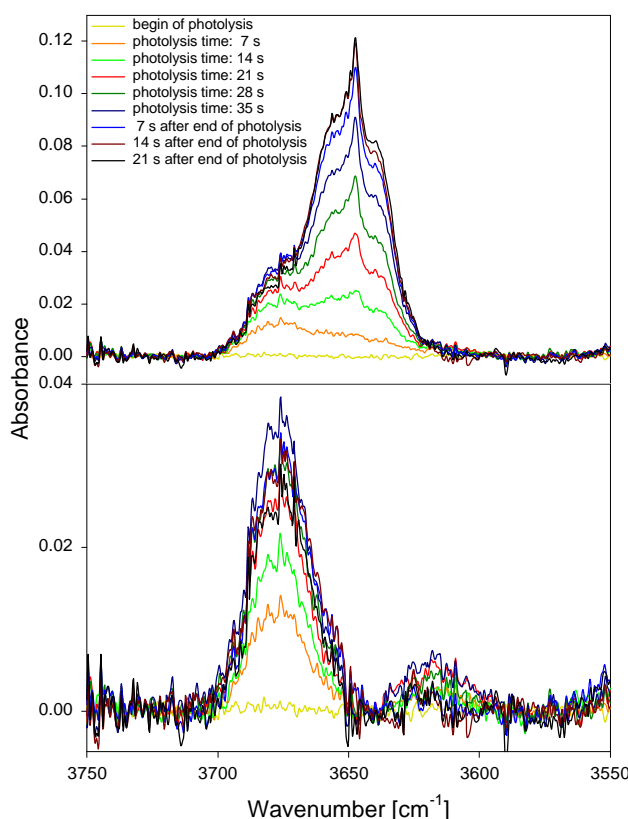 begin of photolysis
photolysis time:  7 s
photolysis time: 14 s
photolysis time: 21 s
photolysis time: 28 s
photolysis time: 35 s
7 s after end of photolysis
14 s after end of photolysis
21 s after end of photolysis
0.12
0.10
0.08
0.06
0.04
0.02
0.00
Absorbance
0.04
0.02
0.00
3750 3700 3650 3600 3550
Wavenumber [cm⁻¹]